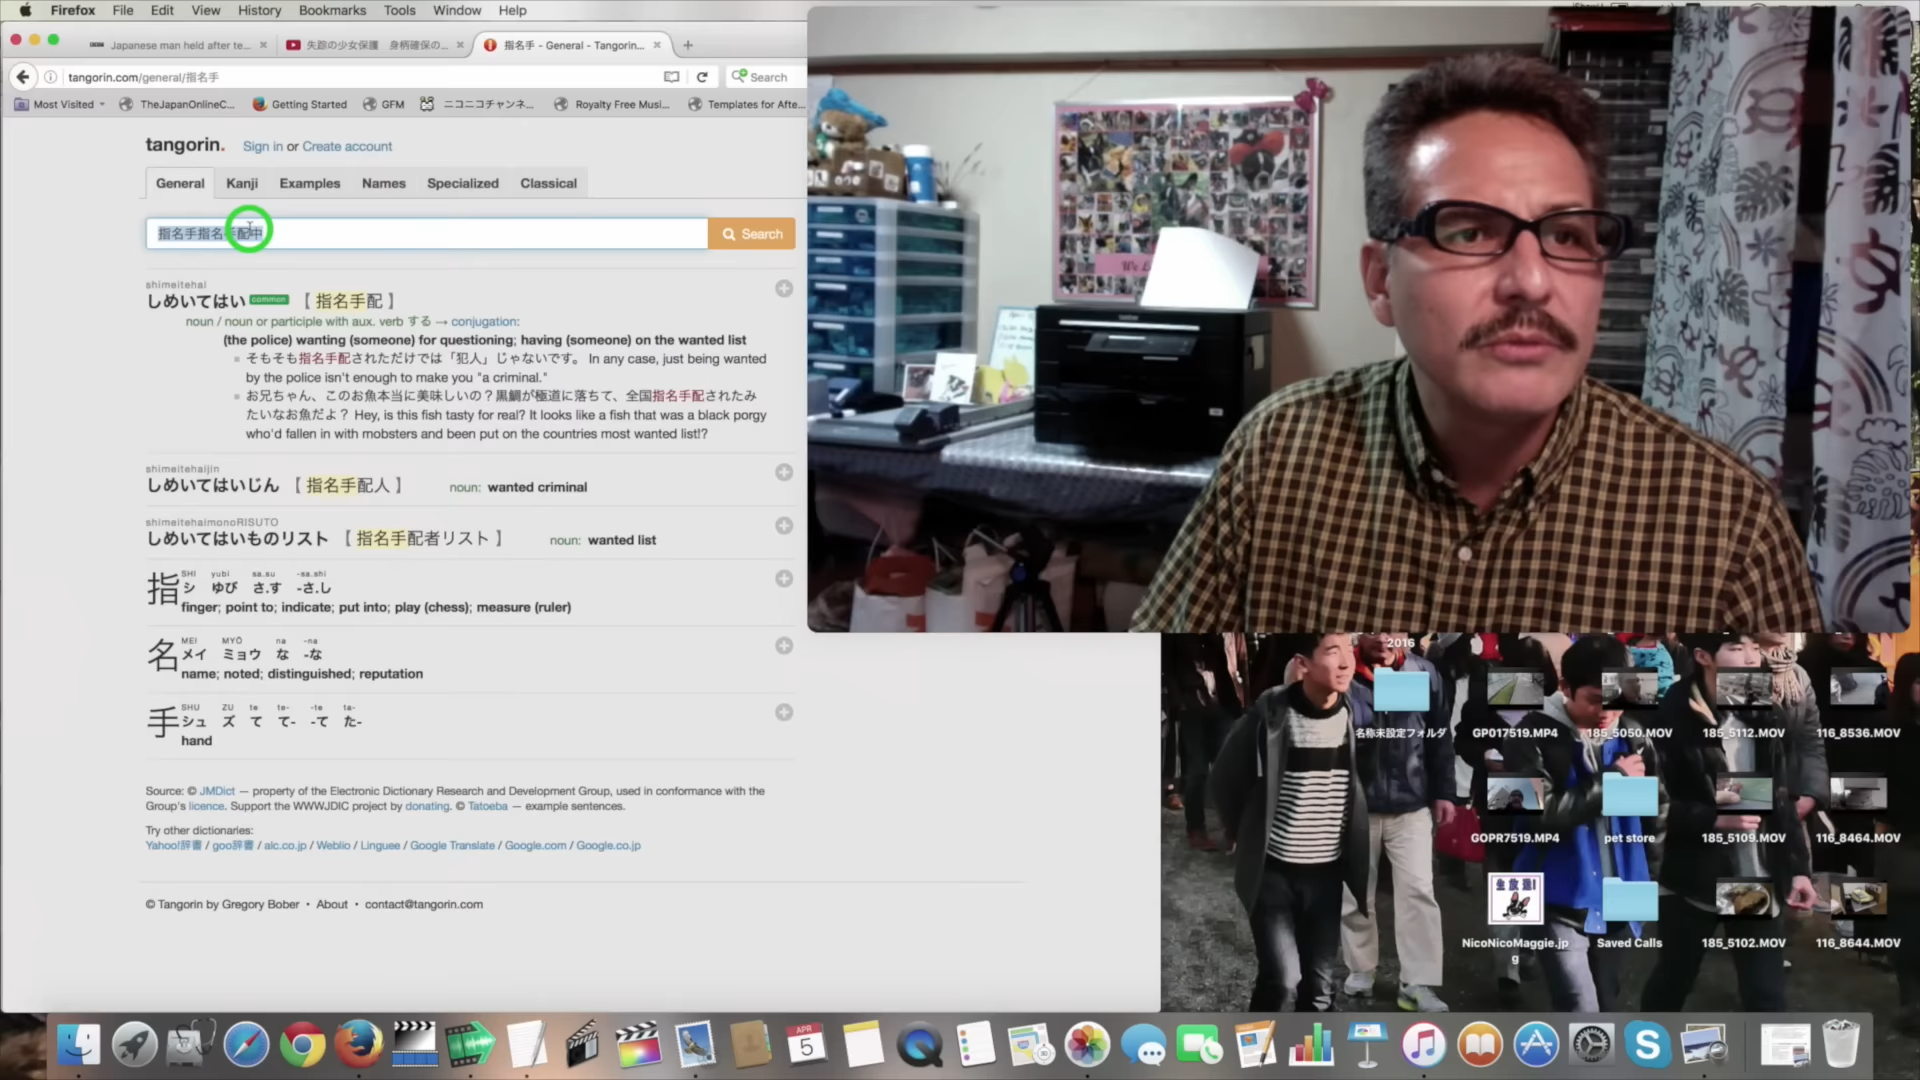 Firefox File Edit View History Bookmarks Tools Window Help
Japanese man held after te...
失踪の少女保護 身柄確保の...
指名手 - General - Tangorin...
tangorin.com/general/指名手
Search
Most Visited
TheJapanOnlineC...
Getting Started
GFM
ニコニコチャンネ...
Royalty Free Musi...
Templates for Afte...
tangorin. Sign in or Create account
General Kanji Examples Names Specialized Classical
指名手指名手配中
Search
shimeitehai
しめいてはい common 【 指名手配 】
noun / noun or participle with aux. verb する → conjugation:
(the police) wanting (someone) for questioning; having (someone) on the wanted list
そもそも指名手配されただけでは「犯人」じゃないです。 In any case, just being wanted
by the police isn't enough to make you "a criminal."
お兄ちゃん、このお魚本当に美味しいの？黒鯛が極道に落ちて、全国指名手配されたみ
たいなお魚だよ？ Hey, is this fish tasty for real? It looks like a fish that was a black porgy
who'd fallen in with mobsters and been put on the countries most wanted list!?
shimeitehaijin
しめいてはいじん 【 指名手配人 】 noun: wanted criminal
shimeitehaimonoRISUTO
しめいてはいものリスト 【 指名手配者リスト 】 noun: wanted list
SHI yubi sa.su -sa.shi
指 シ ゆび さ.す -さ.し
finger; point to; indicate; put into; play (chess); measure (ruler)
MEI MYŌ na -na
名 メイ ミョウ な -な
name; noted; distinguished; reputation
SHU ZU te te- -te ta-
手 シュ ズ て て- -て た-
hand
Source: © JMDict — property of the Electronic Dictionary Research and Development Group, used in conformance with the
Group's licence. Support the WWWJDIC project by donating. © Tatoeba — example sentences.
Try other dictionaries:
Yahoo!辞書 / goo辞書 / alc.co.jp / Weblio / Linguee / Google Translate / Google.com / Google.co.jp
© Tangorin by Gregory Bober • About • contact@tangorin.com
We L
2016
名称未設定フォルダ
GP017519.MP4
185_5050.MOV
185_5112.MOV
116_8536.MOV
GOPR7519.MP4
pet store
185_5109.MOV
116_8464.MOV
生放送!
NicoNicoMaggie.jp
g
Saved Calls
185_5102.MOV
116_8644.MOV
APR
5